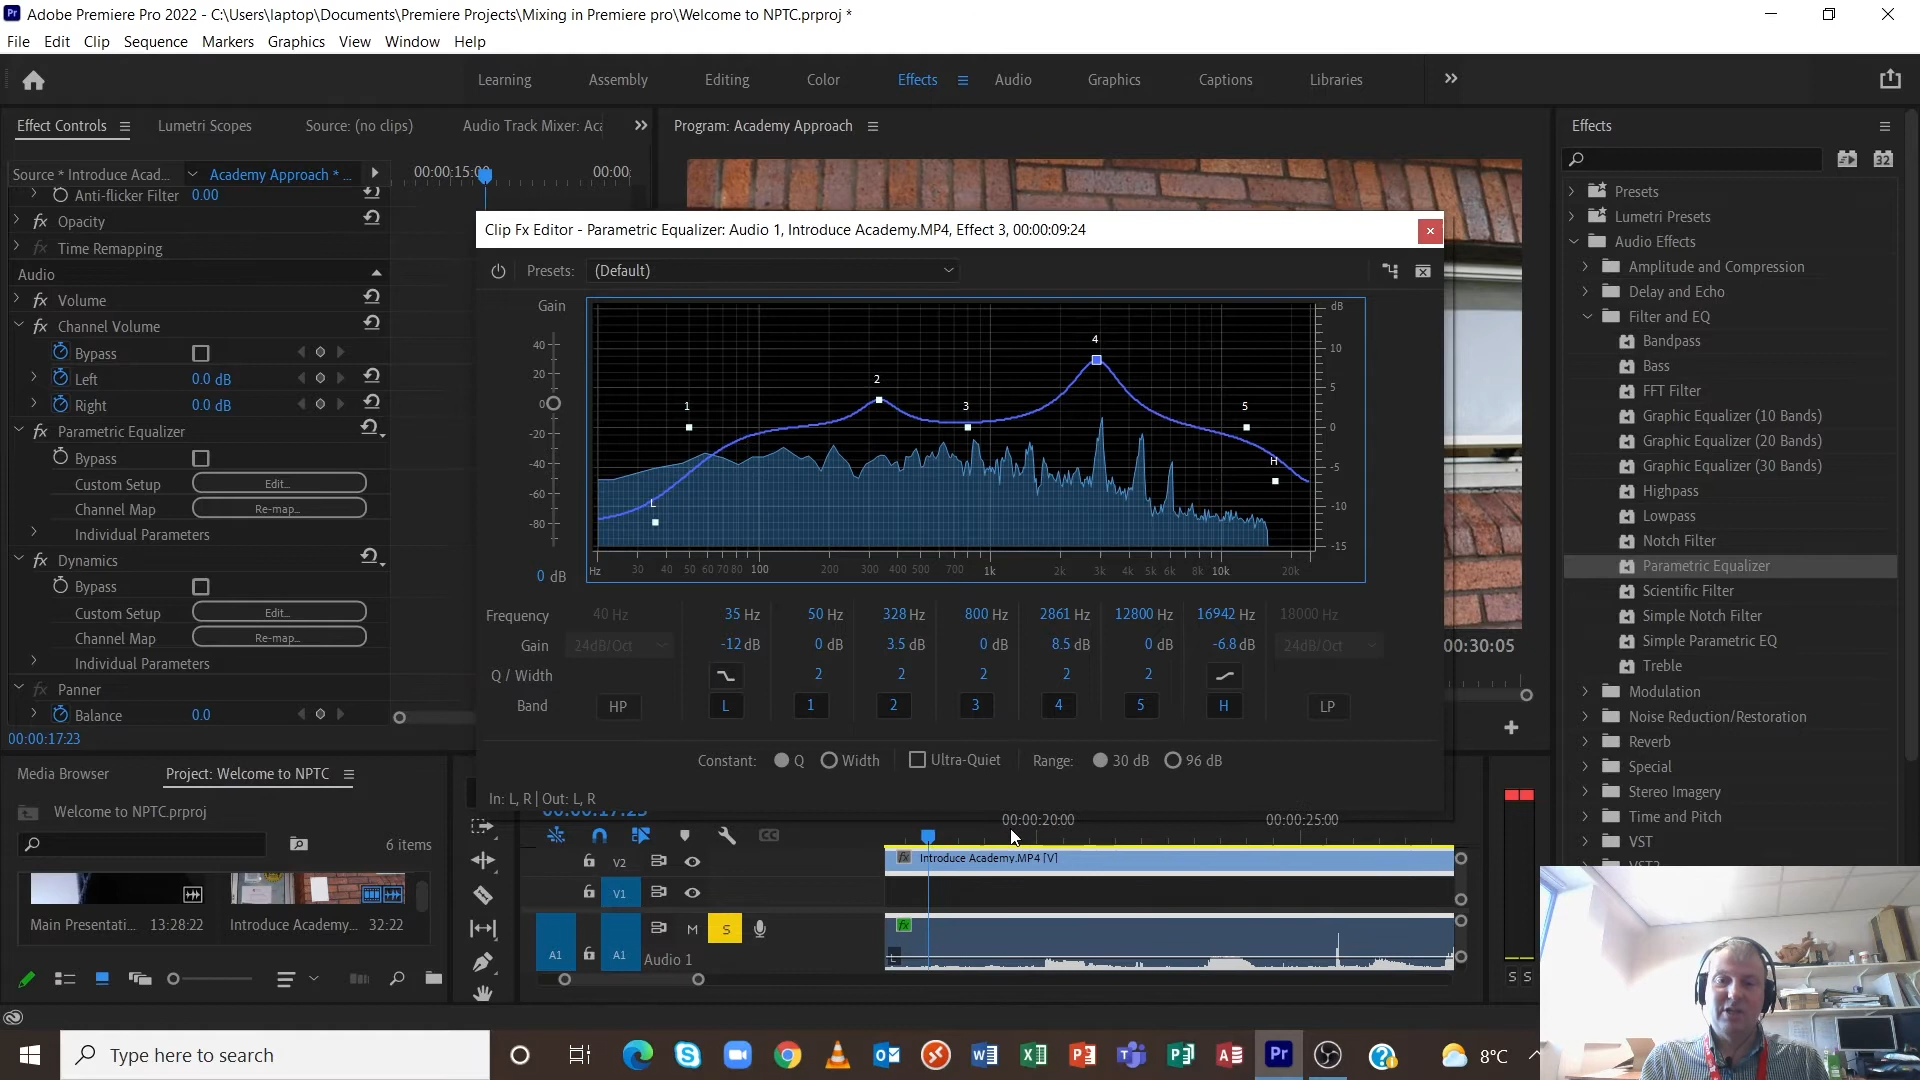 Adobe Premiere Pro 2022 - C:\Users\laptop\Documents\Premiere Projects\Mixing in Premiere pro\Welcome to NPTC.prproj *
File Edit Clip Sequence Markers Graphics View Window Help
Learning Assembly Editing Color Effects Audio Graphics Captions Libraries
Effect Controls Lumetri Scopes Source: (no clips) Audio Track Mixer: Aca
Program: Academy Approach
Effects
Source * Introduce Acad... Academy Approach * ... 00:00:15:00 00:00
Anti-flicker Filter 0.00
fx Opacity
fx Time Remapping
Audio
fx Volume
fx Channel Volume
Bypass
Left 0.0 dB
Right 0.0 dB
fx Parametric Equalizer
Bypass
Custom Setup Edit...
Channel Map Re-map...
Individual Parameters
fx Dynamics
Bypass
Custom Setup Edit...
Channel Map Re-map...
Individual Parameters
fx Panner
Balance 0.0
00:00:17:23
Clip Fx Editor - Parametric Equalizer: Audio 1, Introduce Academy.MP4, Effect 3, 00:00:09:24
Presets: (Default)
Gain
40
20
0
-20
-40
-60
-80
0 dB
1 2 3 4 5 L H
dB
10
5
0
-5
-10
-15
Hz 30 40 50 60 70 80 100 200 300 400 500 700 1k 2k 3k 4k 5k 6k 8k 10k 20k
Frequency 40 Hz 35 Hz 50 Hz 328 Hz 800 Hz 2861 Hz 12800 Hz 16942 Hz 18000 Hz
Gain 24dB/Oct -12 dB 0 dB 3.5 dB 0 dB 8.5 dB 0 dB -6.8 dB 24dB/Oct
Q / Width 2 2 2 2 2
Band HP L 1 2 3 4 5 H LP
Constant: Q Width Ultra-Quiet Range: 30 dB 96 dB
In: L, R | Out: L, R
00:00:30:05
32
Presets
Lumetri Presets
Audio Effects
Amplitude and Compression
Delay and Echo
Filter and EQ
Bandpass
Bass
FFT Filter
Graphic Equalizer (10 Bands)
Graphic Equalizer (20 Bands)
Graphic Equalizer (30 Bands)
Highpass
Lowpass
Notch Filter
Parametric Equalizer
Scientific Filter
Simple Notch Filter
Simple Parametric EQ
Treble
Modulation
Noise Reduction/Restoration
Reverb
Special
Stereo Imagery
Time and Pitch
VST
Media Browser Project: Welcome to NPTC
Welcome to NPTC.prproj
6 items
Main Presentati... 13:28:22 Introduce Academy... 32:22
00:00:17:23
00:00:20:00 00:00:25:00
V2
fx Introduce Academy.MP4 [V]
V1
A1 A1 M S
Audio 1
fx
L
S S
Type here to search
8°C